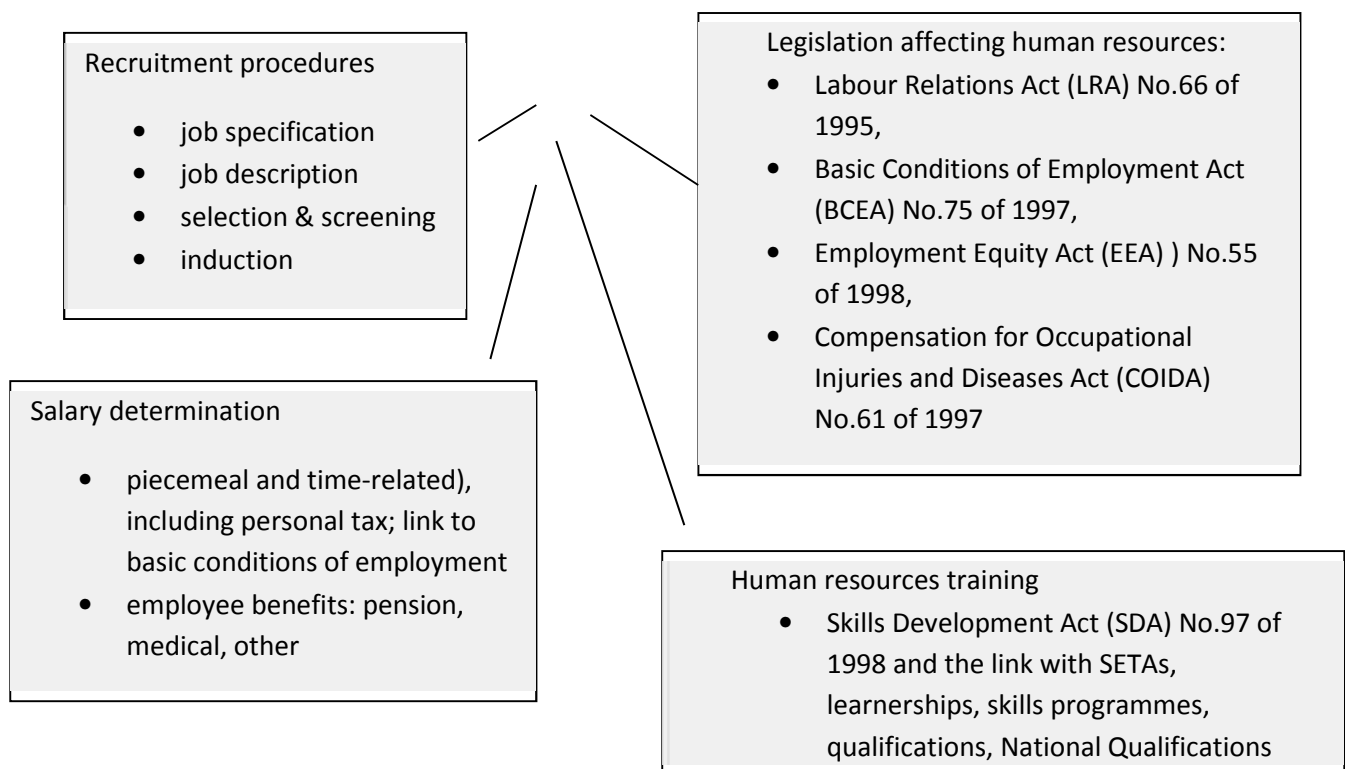 Recruitment procedures
• job specification
• job description
• selection & screening
• induction
Legislation affecting human resources:
• Labour Relations Act (LRA) No.66 of
1995,
• Basic Conditions of Employment Act
(BCEA) No.75 of 1997,
• Employment Equity Act (EEA) ) No.55
of 1998,
• Compensation for Occupational
Injuries and Diseases Act (COIDA)
No.61 of 1997
Salary determination
• piecemeal and time-related),
including personal tax; link to
basic conditions of employment
• employee benefits: pension,
medical, other
Human resources training
• Skills Development Act (SDA) No.97 of
1998 and the link with SETAs,
learnerships, skills programmes,
qualifications, National Qualifications